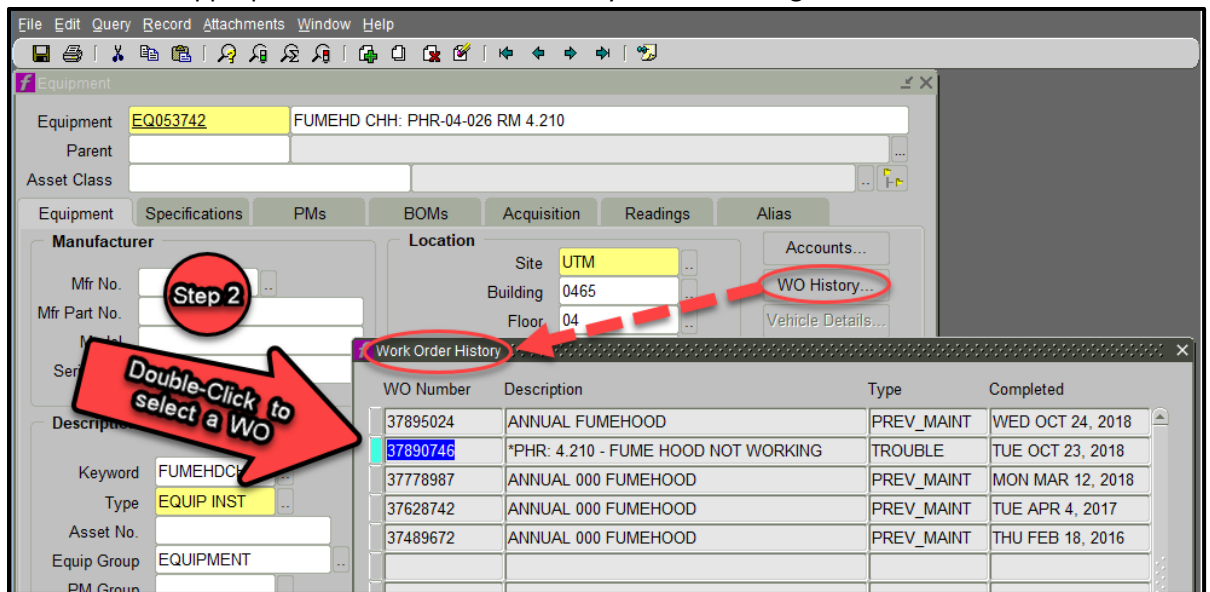 File Edit Query Record Attachments Window Help
Equipment
Equipment EQ053742 FUMEHD CHH: PHR-04-026 RM 4.210
Parent ...
Asset Class ..
Equipment Specifications PMs BOMs Acquisition Readings Alias
Manufacturer Location
Accounts...
Site UTM ..
Mfr No. ..
WO History...
Step 2
Building 0465 ..
Mfr Part No.
Floor 04 ..
Vehicle Details...
Work Order History
Double-Click to
select a WO
WO Number Description Type Completed
37895024 ANNUAL FUMEHOOD PREV_MAINT WED OCT 24, 2018
37890746 *PHR: 4.210 - FUME HOOD NOT WORKING TROUBLE TUE OCT 23, 2018
37778987 ANNUAL 000 FUMEHOOD PREV_MAINT MON MAR 12, 2018
37628742 ANNUAL 000 FUMEHOOD PREV_MAINT TUE APR 4, 2017
37489672 ANNUAL 000 FUMEHOOD PREV_MAINT THU FEB 18, 2016
Keyword FUMEHDCH ..
Type EQUIP INST ..
Asset No.
Equip Group EQUIPMENT ..
PM Group